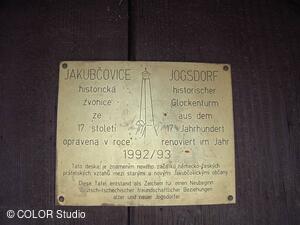 JAKUBČOVICE JOGSDORF
historická historischer
zvonice Glockenturm
ze aus dem
17. století 17. Jahrhundert
opravena v roce renoviert im Jahr
1992/93
Tato deska je znamením nového začátku německo-českých
přátelských vztahů mezi starými a novými Jakubčovickými občany
Diese Tafel entstand als Zeichen für einen Neubeginn
deutsch-tschechischer freundschaftlicher Beziehungen
alter und neuer Jogsdorfer
© COLOR Studio